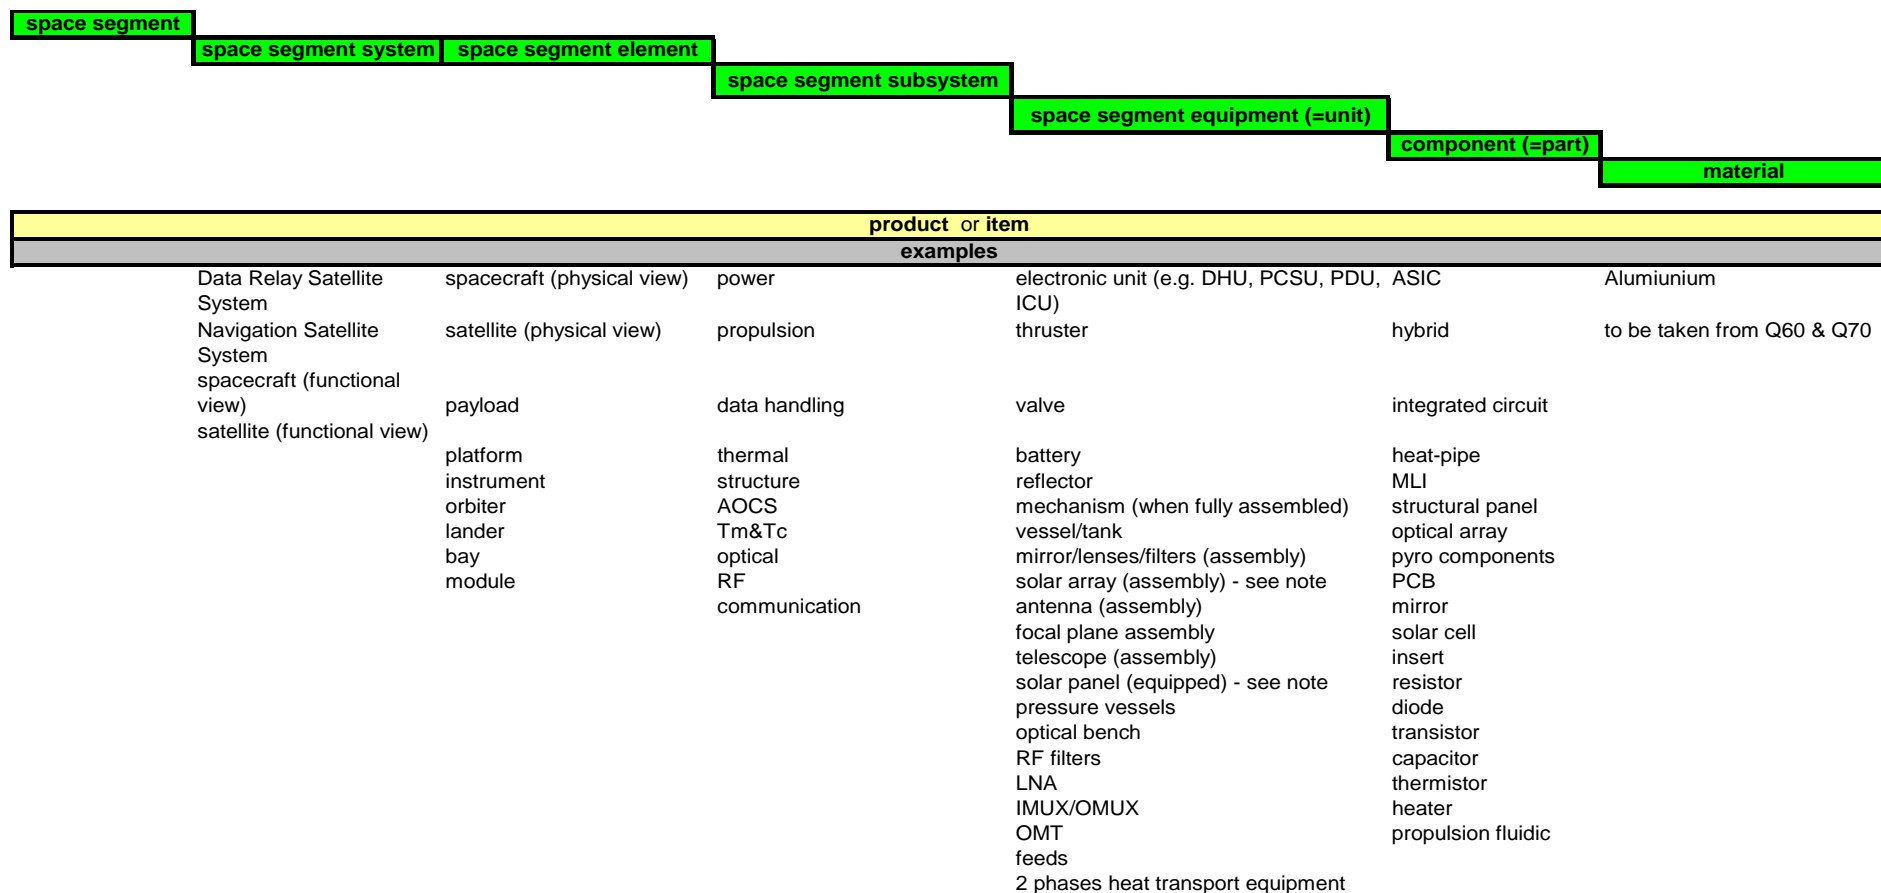 space segment
space segment system
space segment element
space segment subsystem
space segment equipment (=unit)
component (=part)
material
product or item
examples
Data Relay Satellite
System
Navigation Satellite
System
spacecraft (functional
view)
satellite (functional view)
spacecraft (physical view)
satellite (physical view)
payload
platform
instrument
orbiter
lander
bay
module
power
propulsion
data handling
thermal
structure
AOCS
Tm&Tc
optical
RF
communication
electronic unit (e.g. DHU, PCSU, PDU,
ICU)
thruster
valve
battery
reflector
mechanism (when fully assembled)
vessel/tank
mirror/lenses/filters (assembly)
solar array (assembly) - see note
antenna (assembly)
focal plane assembly
telescope (assembly)
solar panel (equipped) - see note
pressure vessels
optical bench
RF filters
LNA
IMUX/OMUX
OMT
feeds
2 phases heat transport equipment
ASIC
hybrid
integrated circuit
heat-pipe
MLI
structural panel
optical array
pyro components
PCB
mirror
solar cell
insert
resistor
diode
transistor
capacitor
thermistor
heater
propulsion fluidic
Alumiunium
to be taken from Q60 & Q70